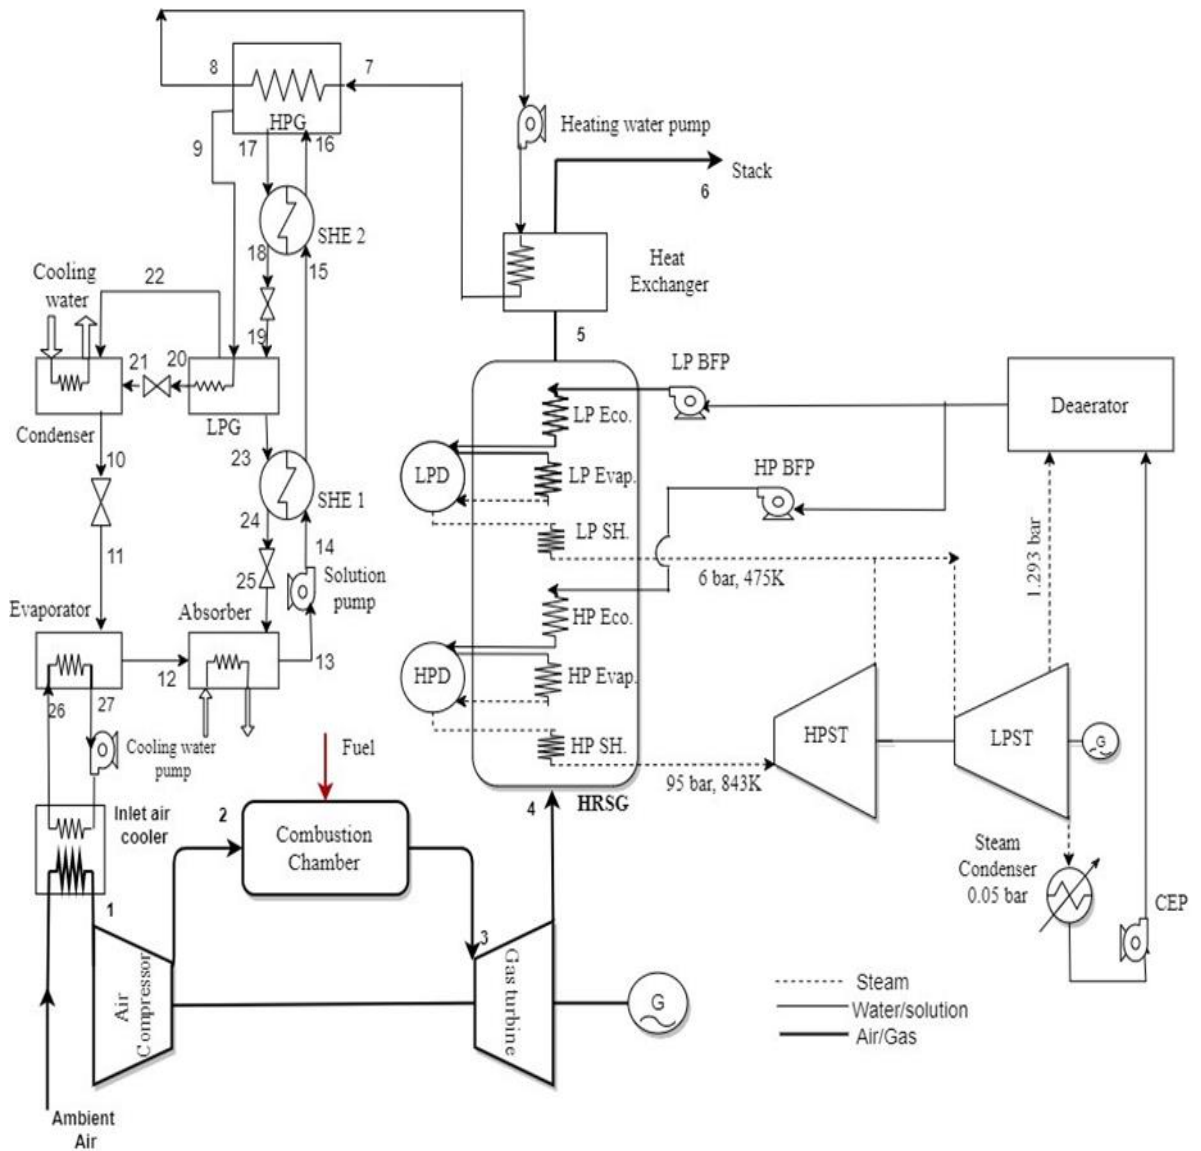 8
7
HPG
9
17
16
Heating water pump
6
Stack
SHE 2
18
15
Heat
Exchanger
Cooling
water
22
19
5
21
20
Condenser
LPG
10
23
LP BFP
Deaerator
LP Eco.
LPD
LP Evap.
HP BFP
SHE 1
24
14
LP SH.
11
25
Solution
pump
6 bar, 475K
1.293 bar
Evaporator
Absorber
HP Eco.
12
13
HPD
HP Evap.
26
27
Cooling water
pump
Fuel
HP SH.
HPST
LPST
G
95 bar, 843K
Inlet air
cooler
2
Combustion
Chamber
4
HRSG
Steam
Condenser
0.05 bar
CEP
1
3
Air
Compressor
Gas turbine
G
Steam
Water/solution
Air/Gas
Ambient
Air